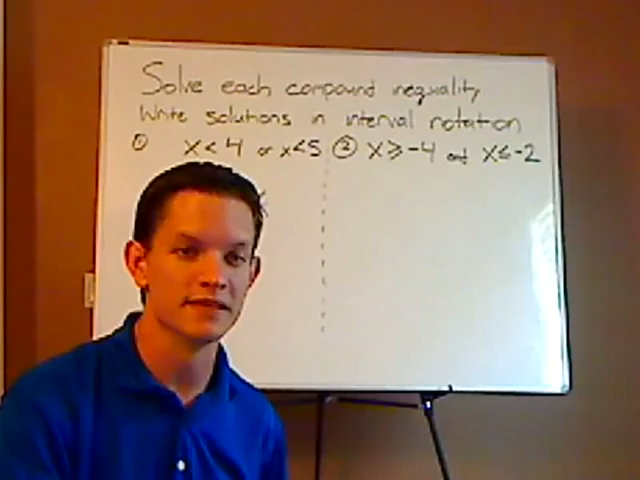 Solve each compound inequality
Write solutions in interval notation
① x < 4 or x < 5 ② x ≥ -4 and x ≤ -2